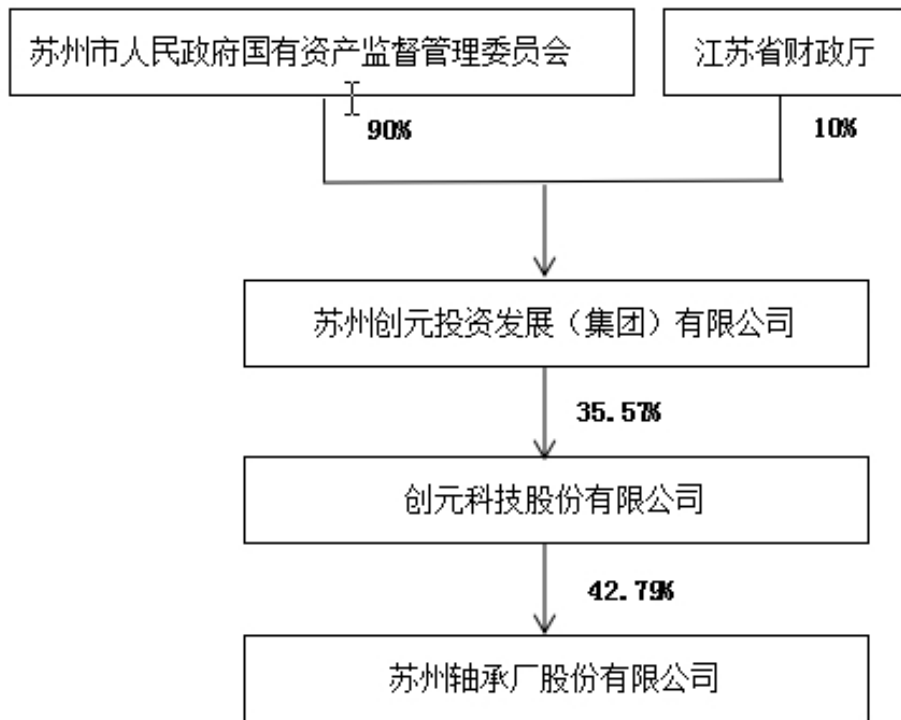 苏州市人民政府国有资产监督管理委员会
江苏省财政厅
90%
10%
苏州创元投资发展（集团）有限公司
35.57%
创元科技股份有限公司
42.79%
苏州轴承厂股份有限公司